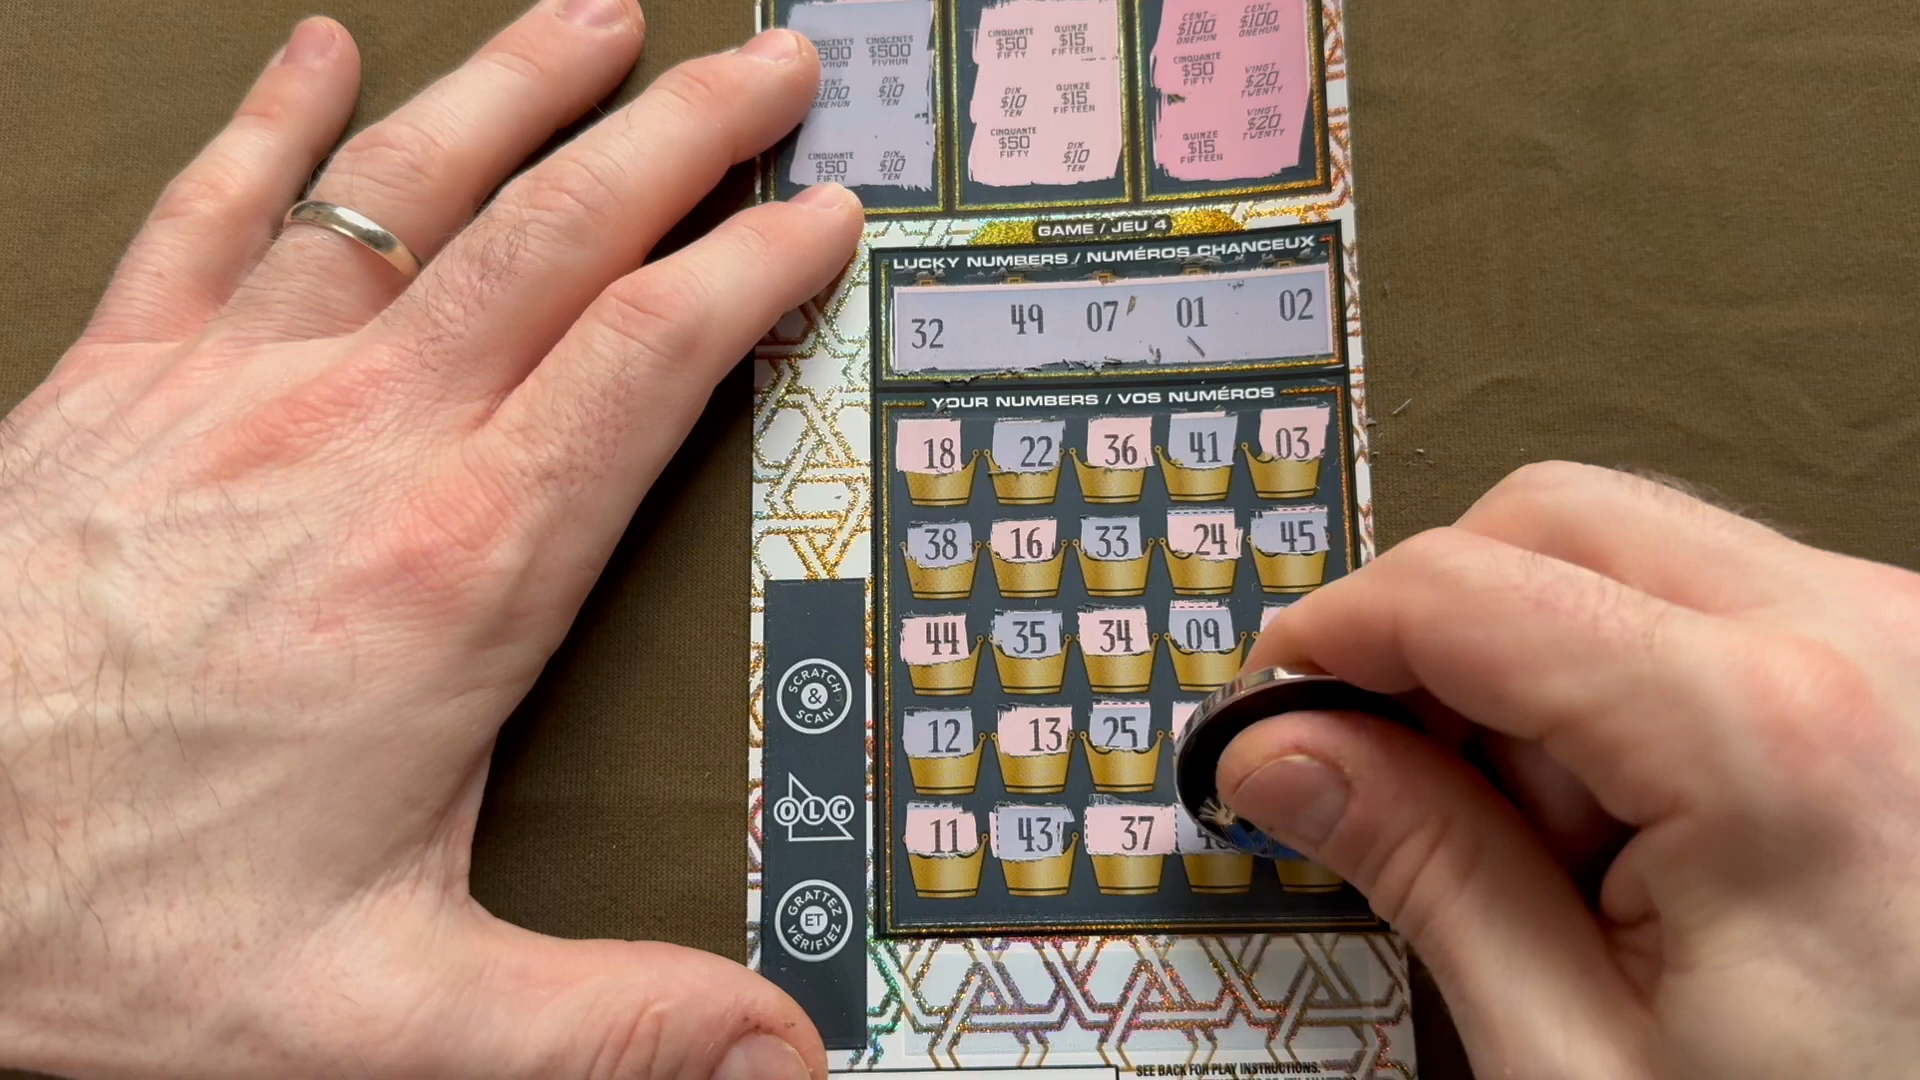 CINQCENTS
$500
FIVHUN
DIX
$10
TEN
CINQUANTE
$50
FIFTY
DIX
$10
TEN
CINQUANTE
$50
FIFTY
QUINZE
$15
FIFTEEN
DIX
$10
TEN
QUINZE
$15
FIFTEEN
CINQUANTE
$50
FIFTY
DIX
$10
TEN
CENT
$100
ONEHUN
CENT
$100
ONEHUN
CINQUANTE
$50
FIFTY
VINGT
$20
TWENTY
VINGT
$20
TWENTY
QUINZE
$15
FIFTEEN
GAME / JEU 4
LUCKY NUMBERS / NUMÉROS CHANCEUX
32 49 07 01 02
YOUR NUMBERS / VOS NUMÉROS
18 22 36 41 03
38 16 33 24 45
44 35 34 09
12 13 25
11 43 37
SCRATCH & SCAN
OLG
GRATTEZ ET VÉRIFIEZ
SEE BACK FOR PLAY INSTRUCTIONS.